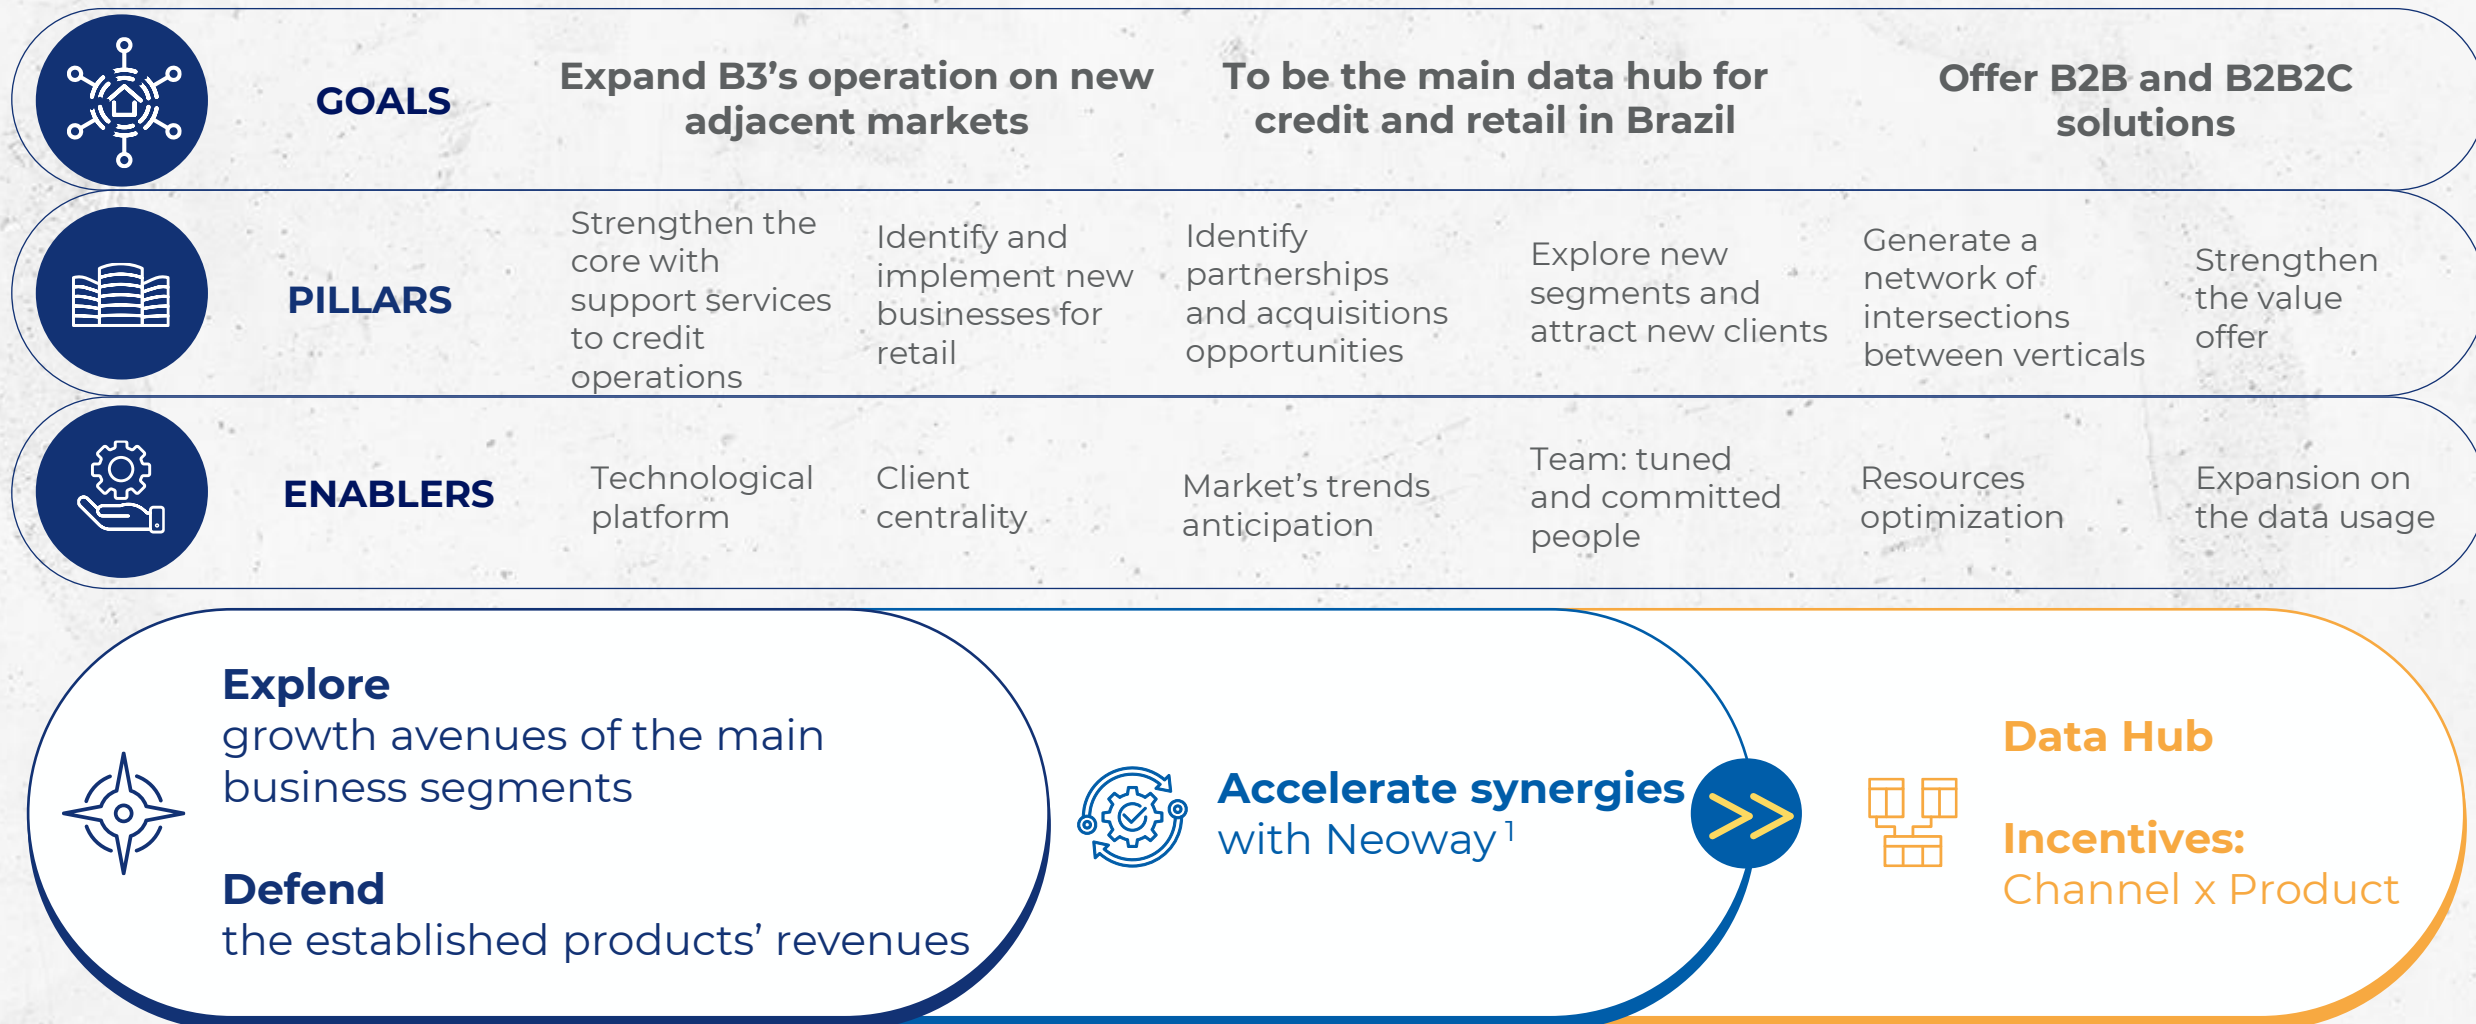 GOALS
Expand B3's operation on new
adjacent markets
To be the main data hub for
credit and retail in Brazil
Offer B2B and B2B2C
solutions
PILLARS
Strengthen the
core with
support services
to credit
operations
Identify and
implement new
businesses for
retail
Identify
partnerships
and acquisitions
opportunities
Explore new
segments and
attract new clients
Generate a
network of
intersections
between verticals
Strengthen
the value
offer
ENABLERS
Technological
platform
Client
centrality
Market's trends
anticipation
Team: tuned
and committed
people
Resources
optimization
Expansion on
the data usage
Explore
growth avenues of the main
business segments
Defend
the established products' revenues
Accelerate synergies
with Neoway 1
Data Hub
Incentives:
Channel x Product